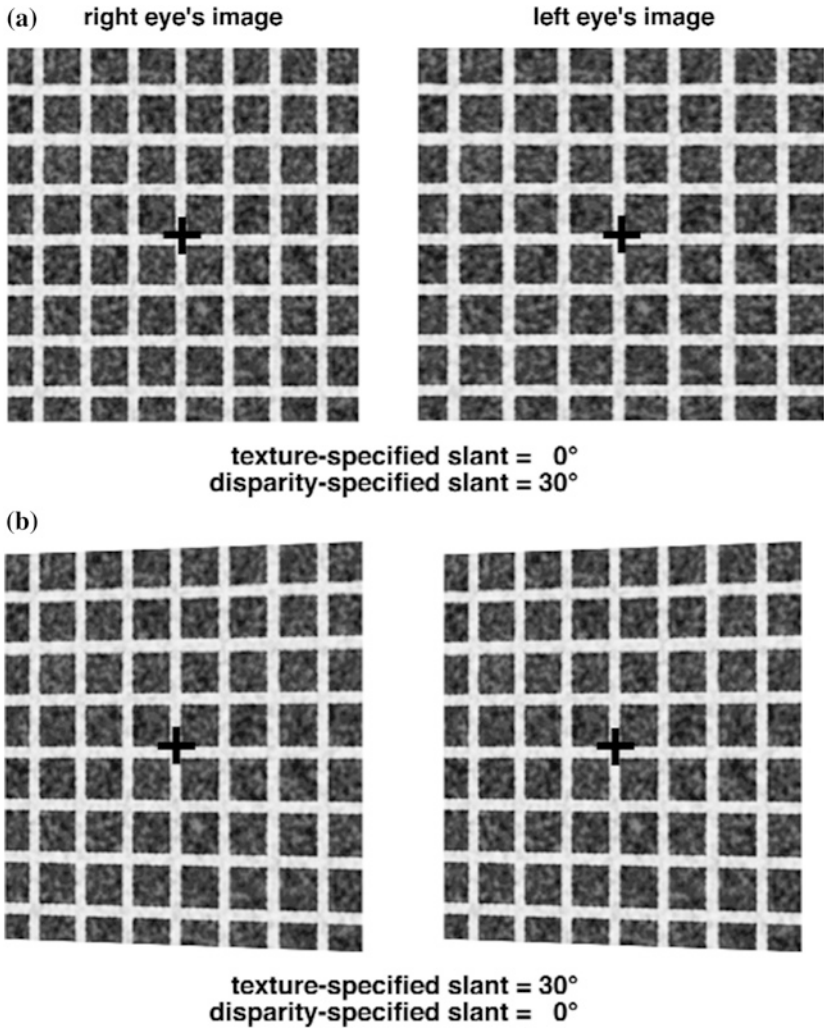 (a) right eye's image left eye's image
texture-specified slant = 0°
disparity-specified slant = 30°
(b)
texture-specified slant = 30°
disparity-specified slant = 0°